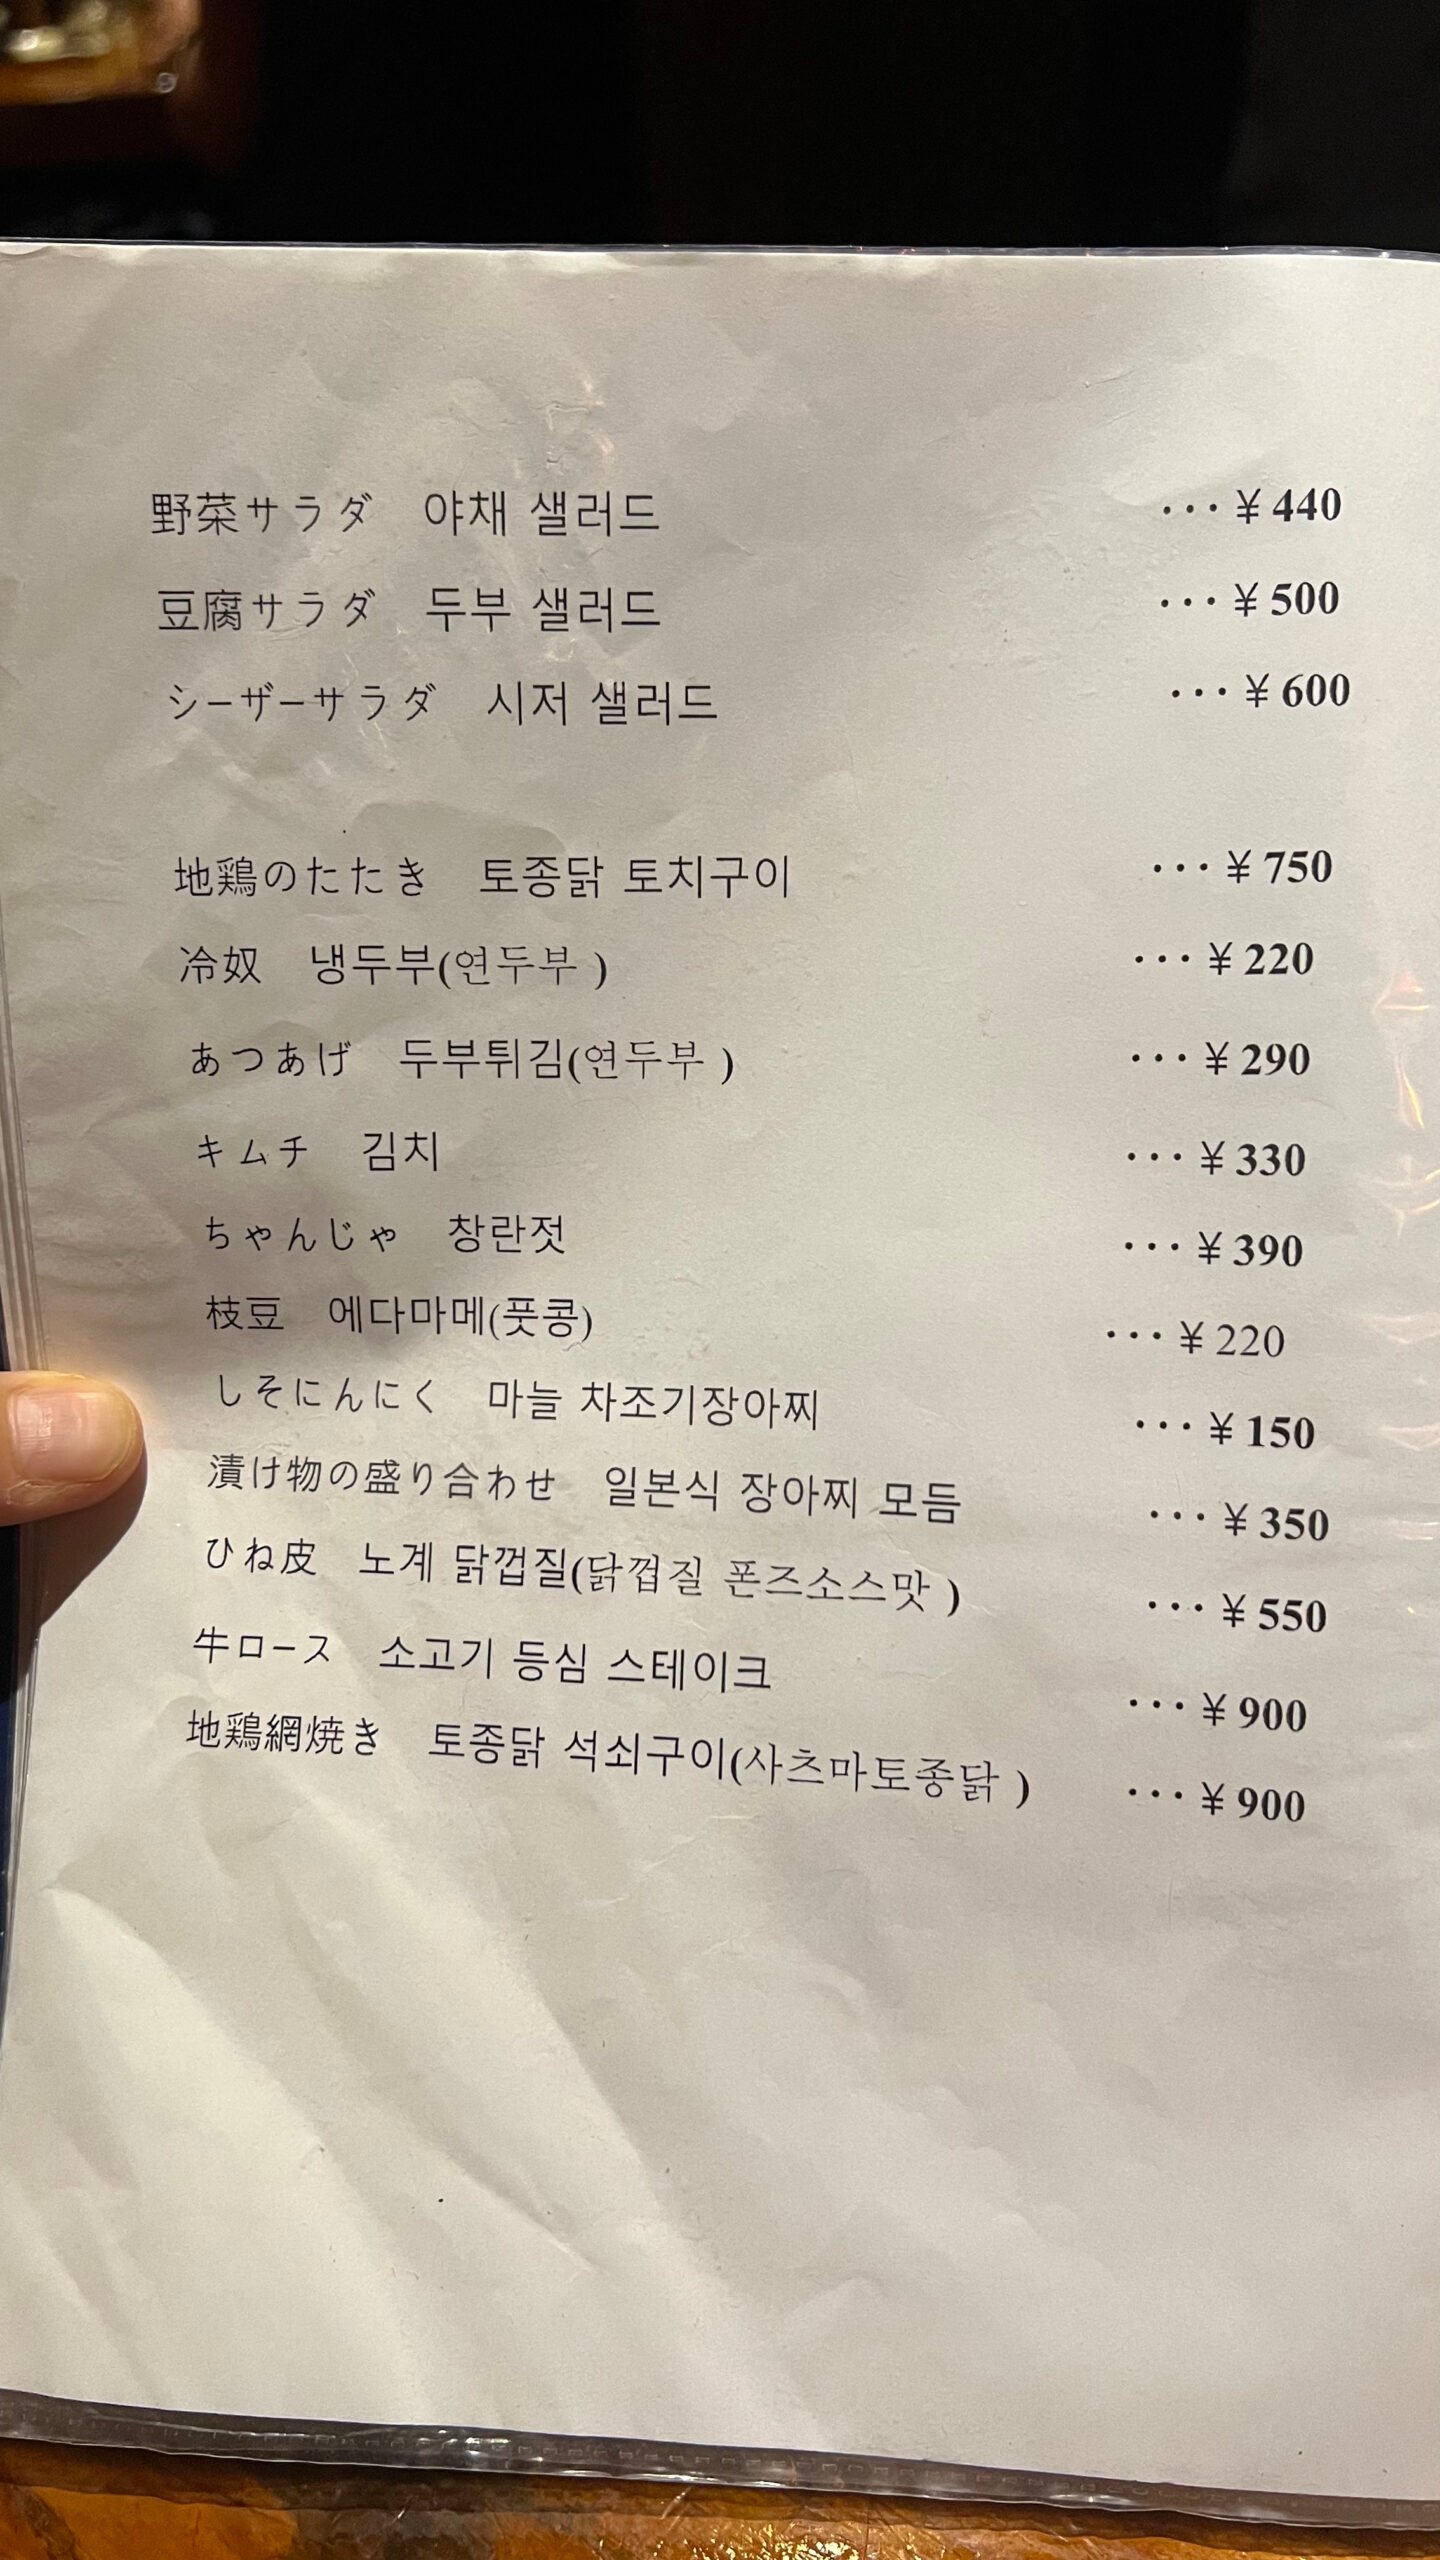 野菜サラダ　야채 샐러드 ･･･￥440
豆腐サラダ　두부 샐러드 ･･･￥500
シーザーサラダ　시저 샐러드 ･･･￥600
地鶏のたたき　토종닭 토치구이 ･･･￥750
冷奴　냉두부(연두부 ) ･･･￥220
あつあげ　두부튀김(연두부 ) ･･･￥290
キムチ　김치 ･･･￥330
ちゃんじゃ　창란젓 ･･･￥390
枝豆　에다마메(풋콩) ･･･￥220
しそにんにく　마늘 차조기장아찌 ･･･￥150
漬け物の盛り合わせ　일본식 장아찌 모듬 ･･･￥350
ひね皮　노계 닭껍질(닭껍질 폰즈소스맛 ) ･･･￥550
牛ロース　소고기 등심 스테이크 ･･･￥900
地鶏網焼き　토종닭 석쇠구이(사츠마토종닭 ) ･･･￥900